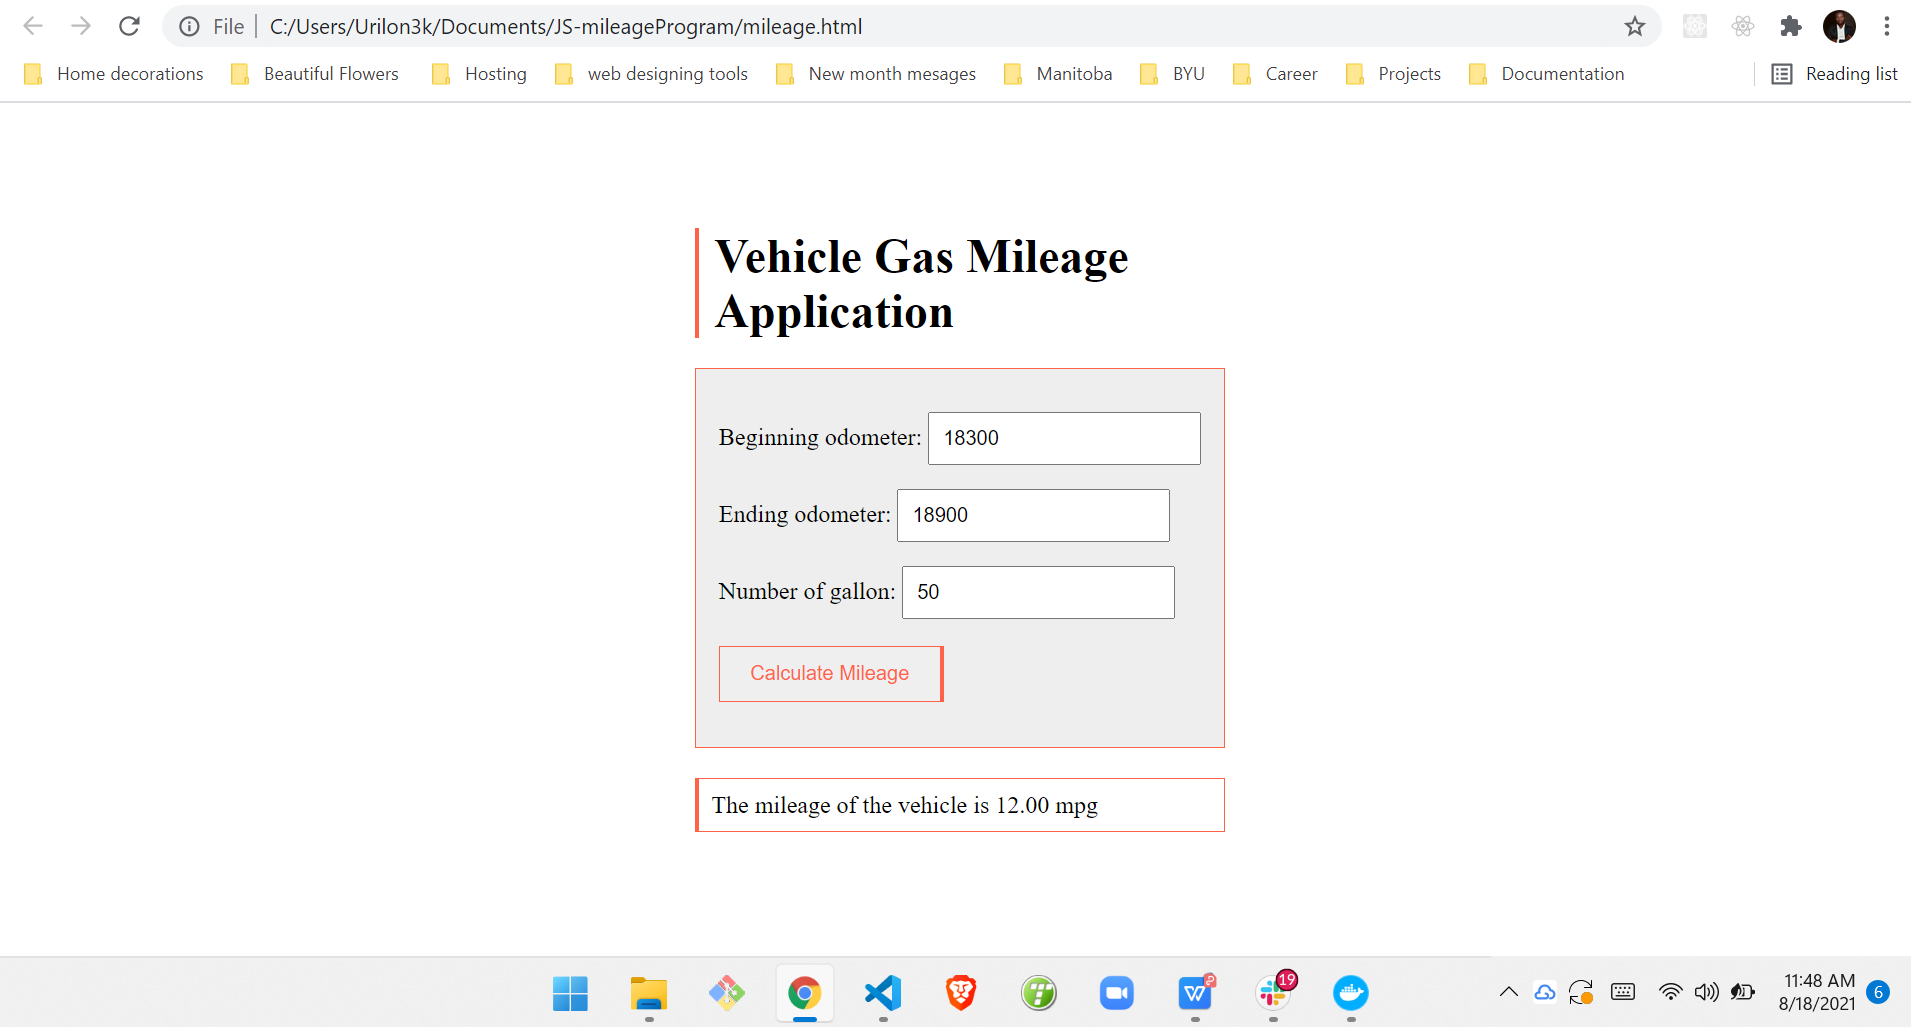 File C:/Users/Urilon3k/Documents/JS-mileageProgram/mileage.html
Home decorations Beautiful Flowers Hosting web designing tools New month mesages Manitoba BYU Career Projects Documentation Reading list
Vehicle Gas Mileage
Application
Beginning odometer: 18300
Ending odometer: 18900
Number of gallon: 50
Calculate Mileage
The mileage of the vehicle is 12.00 mpg
19
11:48 AM
8/18/2021
6